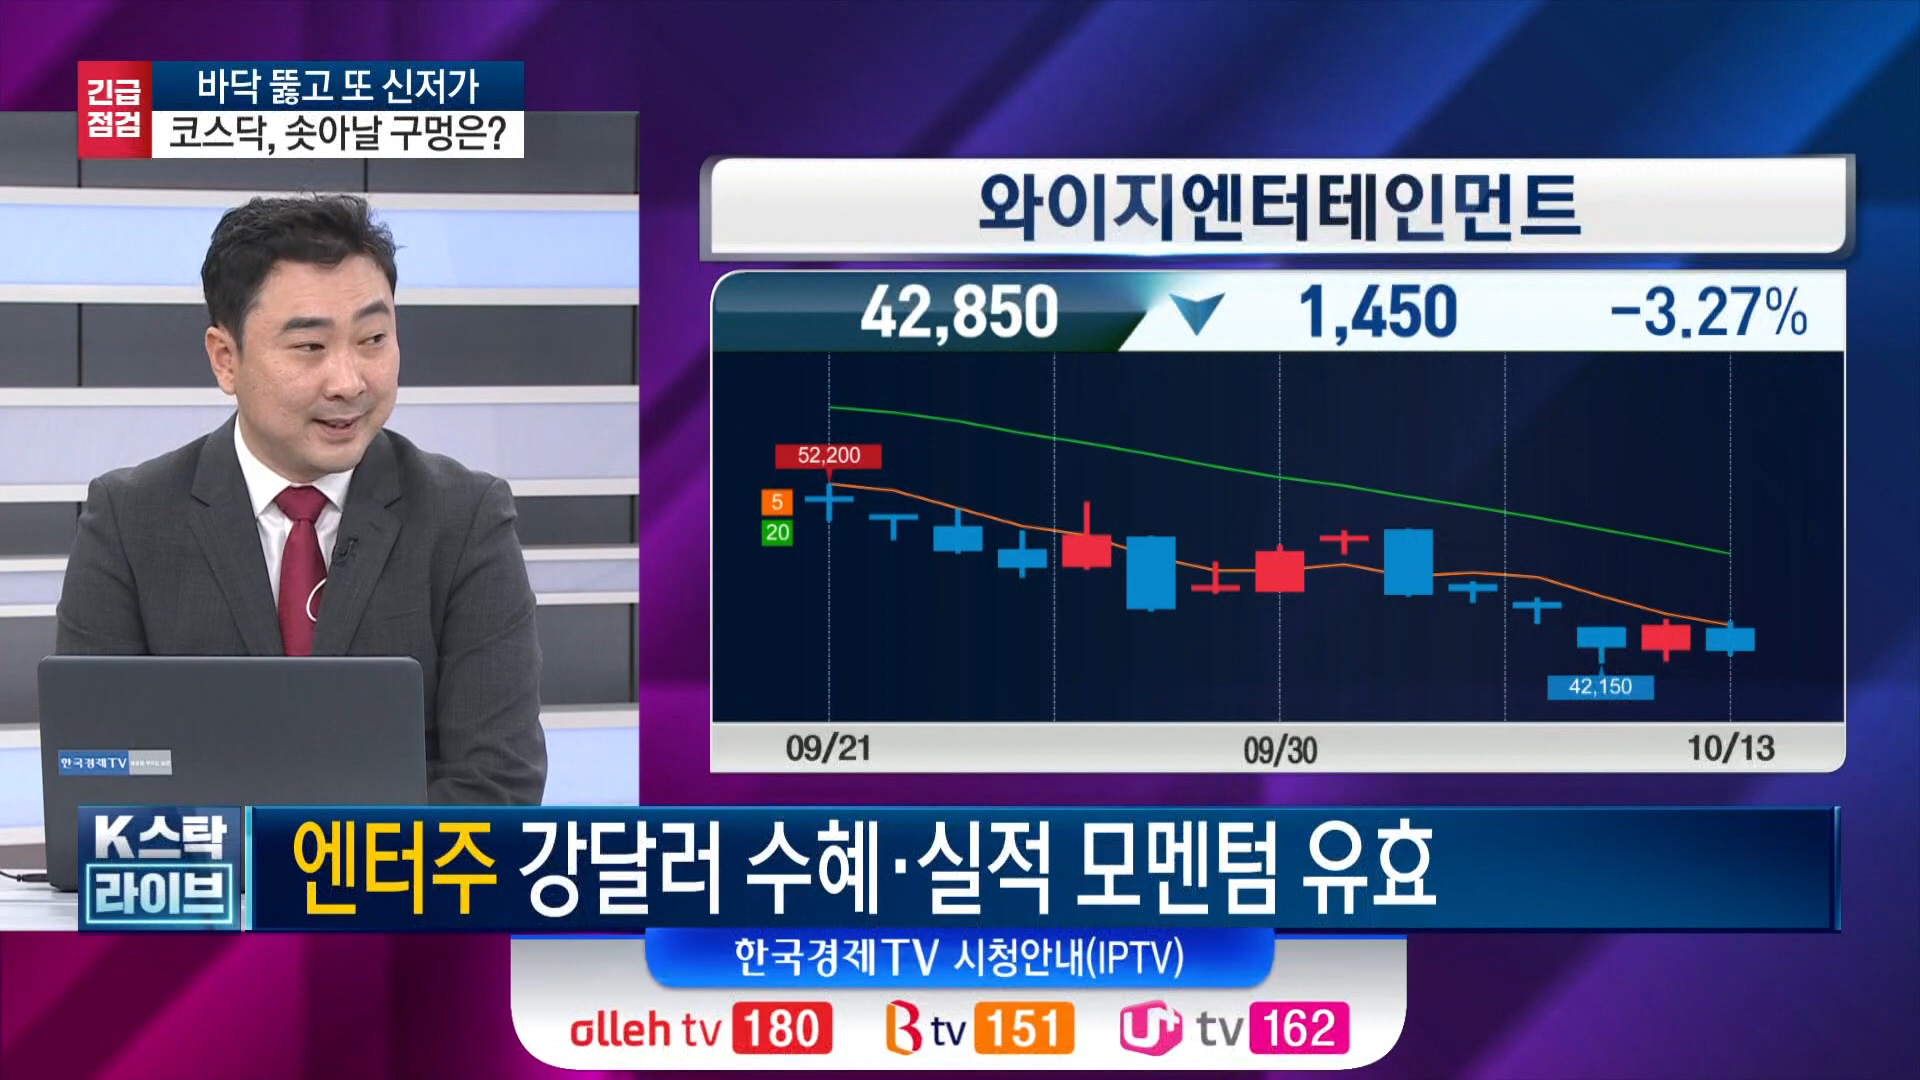 긴급
점검
바닥 뚫고 또 신저가
코스닥, 솟아날 구멍은?
와이지엔터테인먼트
42,850 1,450 -3.27%
52,200
5
20
42,150
09/21 09/30 10/13
한국경제TV
K스탁
라이브
엔터주 강달러 수혜·실적 모멘텀 유효
한국경제TV 시청안내(IPTV)
olleh tv 180 B tv 151 U+ tv 162